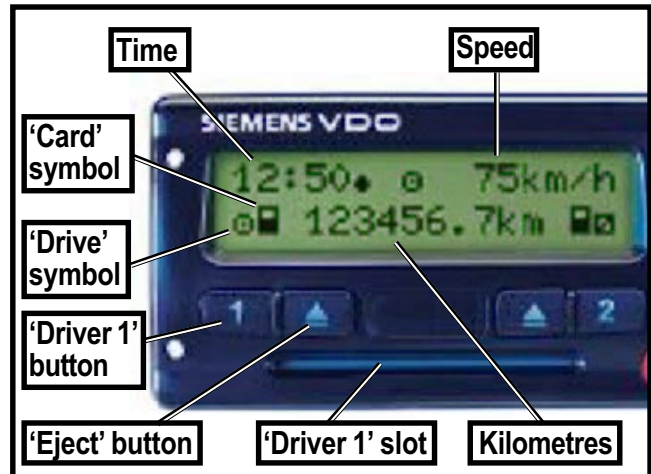 Time
Speed
'Card' symbol
SIEMENS VDO
12:50 75km/h
'Drive' symbol
123456.7km
1 2
'Driver 1' button
'Eject' button
'Driver 1' slot
Kilometres